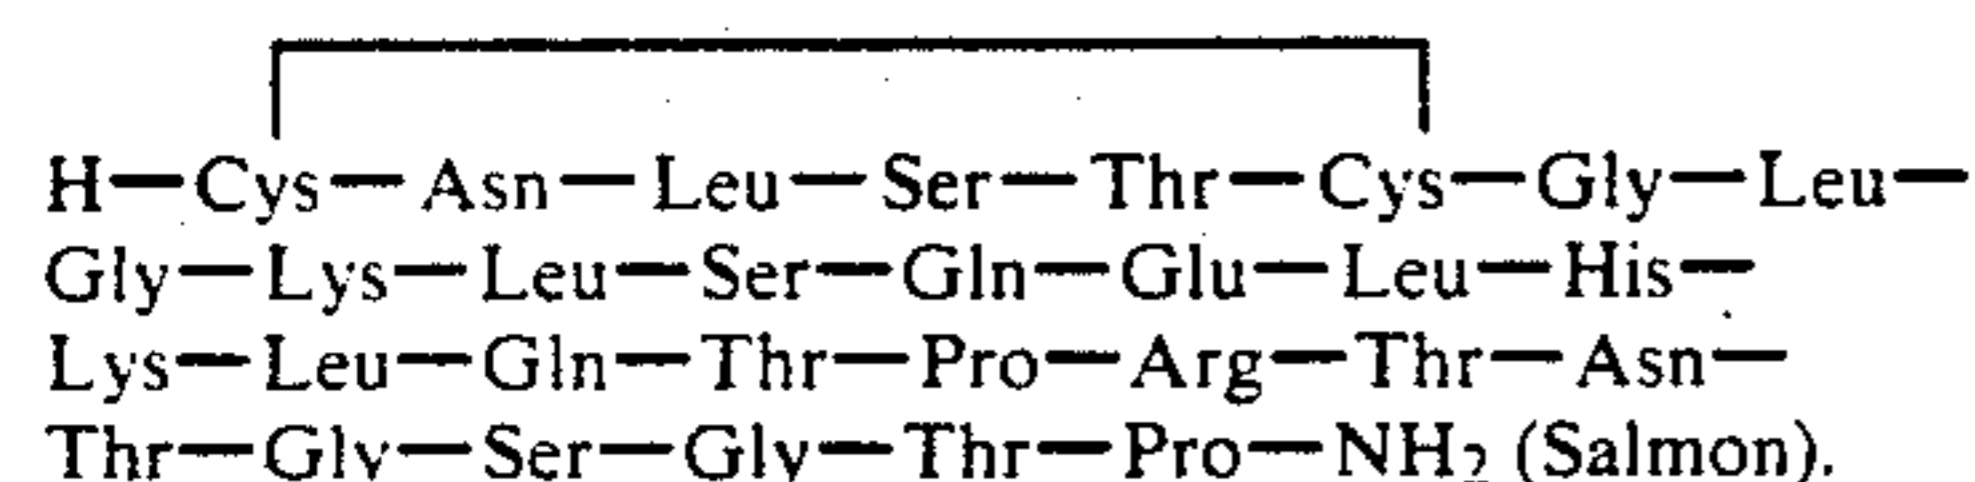 H—Cys—Asn—Leu—Ser—Thr—Cys—Gly—Leu—
Gly—Lys—Leu—Ser—Gln—Glu—Leu—His—
Lys—Leu—Gln—Thr—Pro—Arg—Thr—Asn—
Thr—Gly—Ser—Gly—Thr—Pro—NH₂ (Salmon).